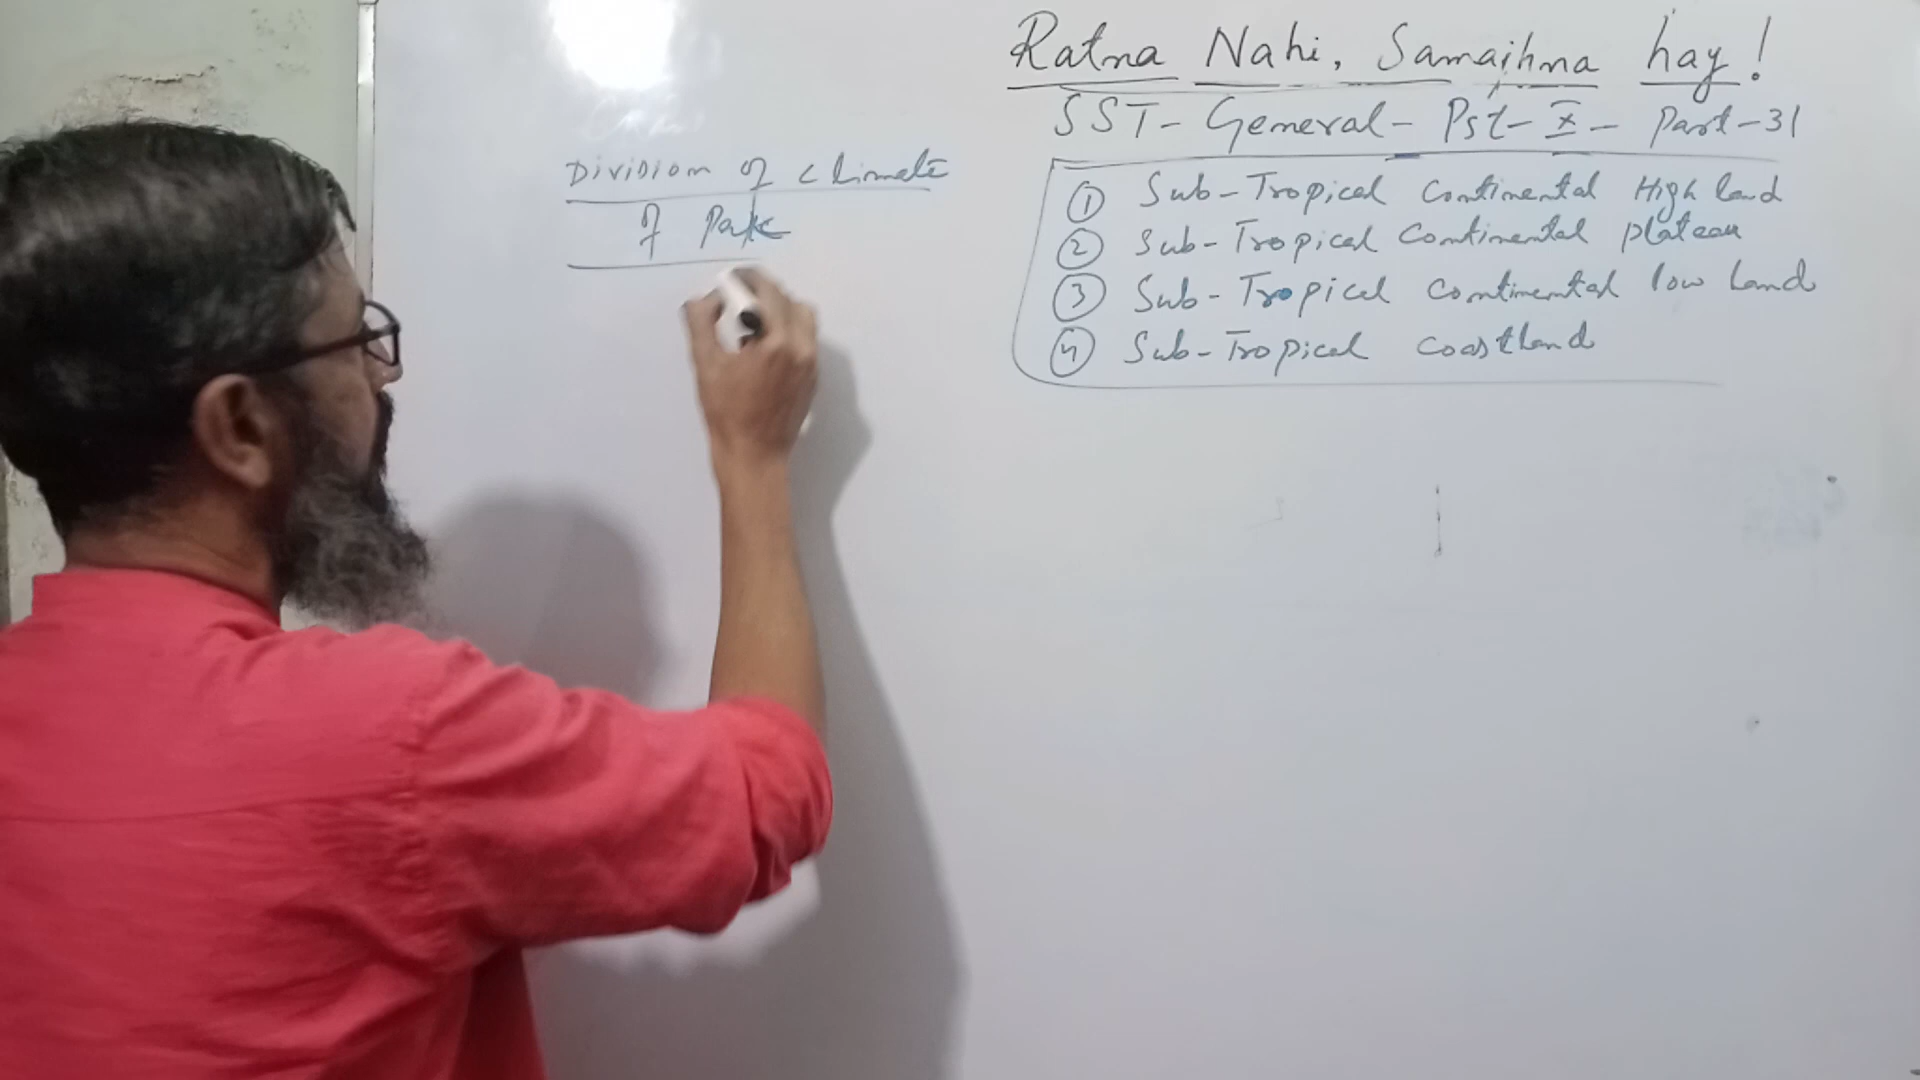 Ratna Nahi, Samajhna hay!
SST- General- Pst- X - Part-31
Division of climate
of Pak
① Sub-Tropical Continental High land
② Sub-Tropical Continental plateau
③ Sub-Tropical Continental low land
④ Sub-Tropical coastland